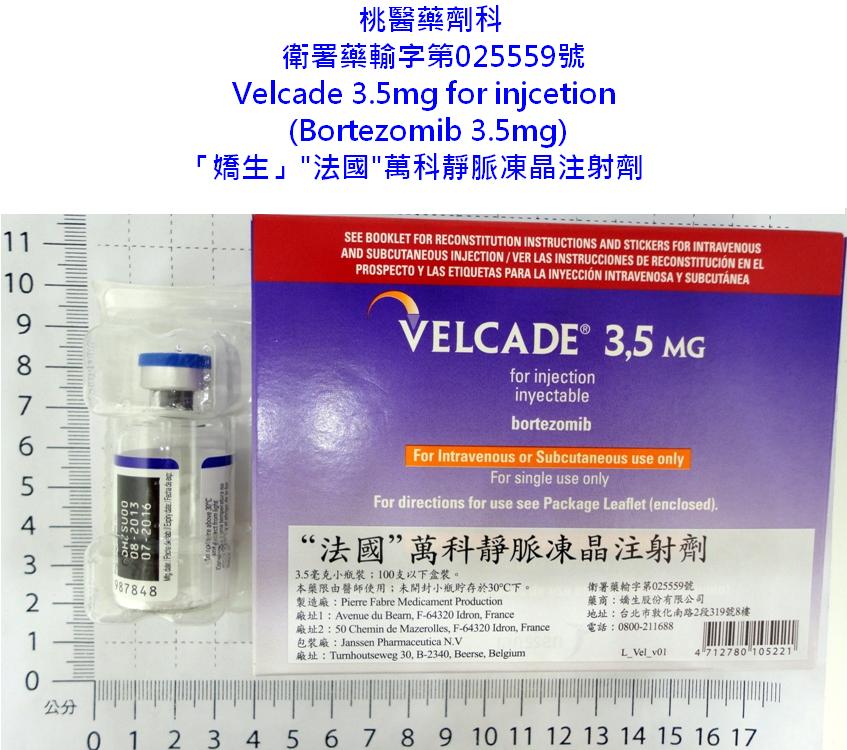 桃醫藥劑科
衛署藥輸字第025559號
Velcade 3.5mg for injcetion
(Bortezomib 3.5mg)
「嬌生」"法國"萬科靜脈凍晶注射劑
SEE BOOKLET FOR RECONSTITUTION INSTRUCTIONS AND STICKERS FOR INTRAVENOUS
AND SUBCUTANEOUS INJECTION / VER LAS INSTRUCCIONES DE RECONSTITUCIÓN EN EL
PROSPECTO Y LAS ETIQUETAS PARA LA INYECCIÓN INTRAVENOSA Y SUBCUTÁNEA
VELCADE® 3,5 MG
for injection
inyectable
bortezomib
For Intravenous or Subcutaneous use only
For single use only
For directions for use see Package Leaflet (enclosed).
“法國”萬科靜脈凍晶注射劑
3.5毫克小瓶裝；100支以下盒裝。
本藥限由醫師使用；未開封小瓶貯存於30°C下。
製造廠：Pierre Fabre Medicament Production
廠址1：Avenue du Bearn, F-64320 Idron, France
廠址2：50 Chemin de Mazerolles, F-64320 Idron, France
包裝廠：Janssen Pharmaceutica N.V
廠址：Turnhoutseweg 30, B-2340, Beerse, Belgium
衛署藥輸字第025559號
藥商：嬌生股份有限公司
地址：台北市敦化南路2段319號8樓
電話：0800-211688
L_Vel_v01
4 712780 105221
08-2013
07-2016
987848
11
10
9
8
7
6
5
4
3
2
1
0
公分
0 1 2 3 4 5 6 7 8 9 10 11 12 13 14 15 16 17